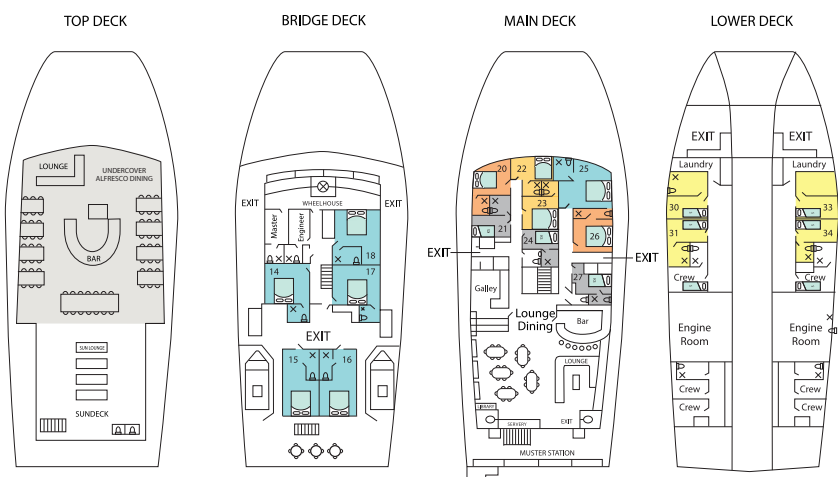 TOP DECK
LOUNGE
UNDERCOVER
ALFRESCO DINING
BAR
SUN LOUNGE
SUNDECK
BRIDGE DECK
EXIT
EXIT
WHEELHOUSE
Master
Engineer
18
14
17
EXIT
15
16
MAIN DECK
20
22
25
23
21
24
26
EXIT
EXIT
27
Galley
Lounge
Dining
Bar
LOUNGE
LIBRARY
SERVERY
EXIT
MUSTER STATION
LOWER DECK
EXIT
EXIT
Laundry
Laundry
30
33
31
34
Crew
Crew
Engine
Room
Engine
Room
Crew
Crew
Crew
Crew